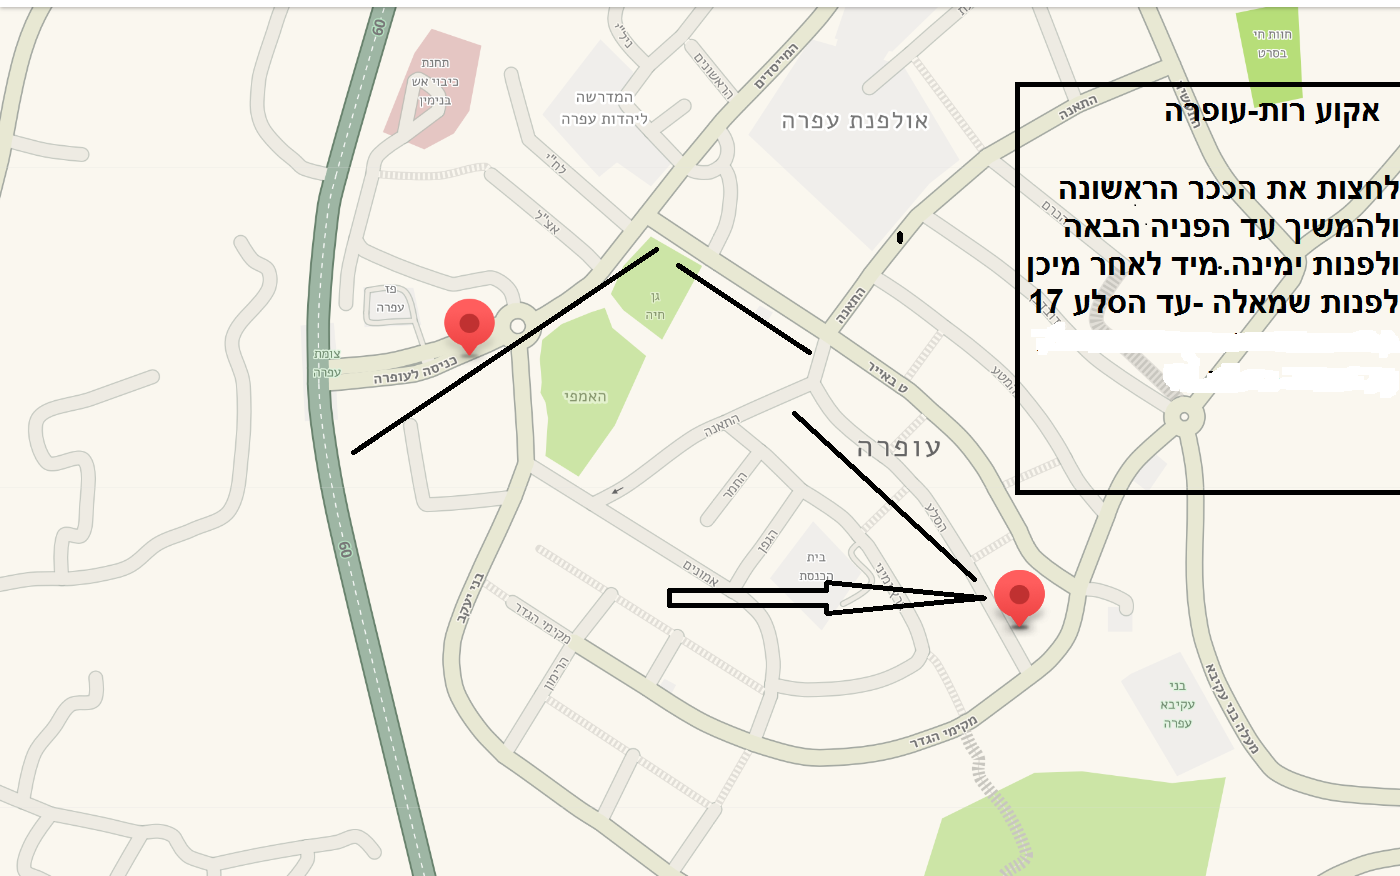 אקוע רות-עופרה
לחצות את הככר הראשונה
ולהמשיך עד הפניה הבאה
ולפנות ימינה.מיד לאחר מיכן
לפנות שמאלה -עד הסלע 17
60
תחנת
כיבוי אש
בנימין
ניל"י
הראשונים
המייסדים
המדרשה
ליהדות עפרה
אולפנת עפרה
חוות חי
בסרט
התאנה
לח"י
אצ"ל
הברם
פז
עפרה
גן
חיה
התאנה
צומת
עפרה
כניסה לעופרה
האמפי
ט באייר
המטע
התאנה
עופרה
החמר
הסלע
הגפן
60
בית
הכנסת
אמונים
בני יעקב
מקימי הגדר
הרימון
מקימי הגדר
בני
עקיבא
עפרה
מעלה בני עקיבא